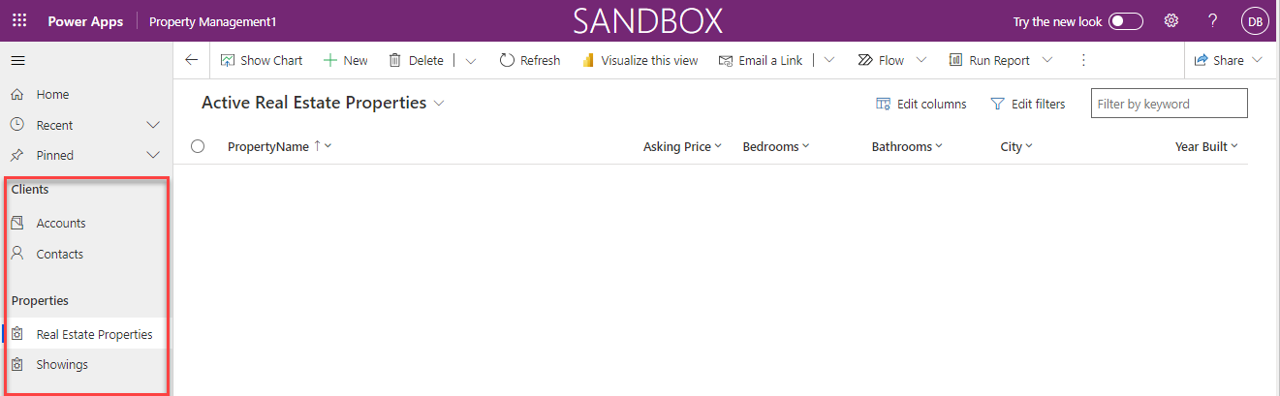 Power Apps Property Management1 SANDBOX Try the new look ? DB
Show Chart New Delete Refresh Visualize this view Email a Link Flow Run Report Share
Home
Recent
Pinned
Clients
Accounts
Contacts
Properties
Real Estate Properties
Showings
Active Real Estate Properties Edit columns Edit filters Filter by keyword
PropertyName Asking Price Bedrooms Bathrooms City Year Built